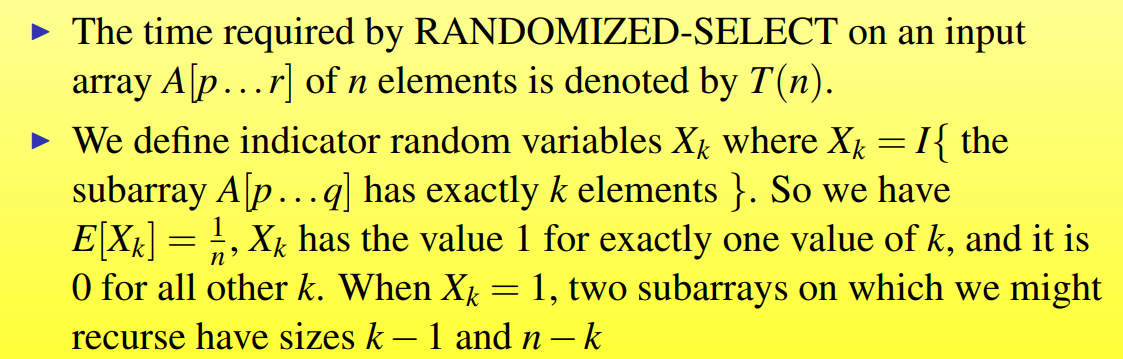 ▶ The time required by RANDOMIZED-SELECT on an input
array A[p…r] of n elements is denoted by T(n).
▶ We define indicator random variables X_k where X_k = I{ the
subarray A[p…q] has exactly k elements }. So we have
E[X_k] = 1/n, X_k has the value 1 for exactly one value of k, and it is
0 for all other k. When X_k = 1, two subarrays on which we might
recurse have sizes k − 1 and n − k